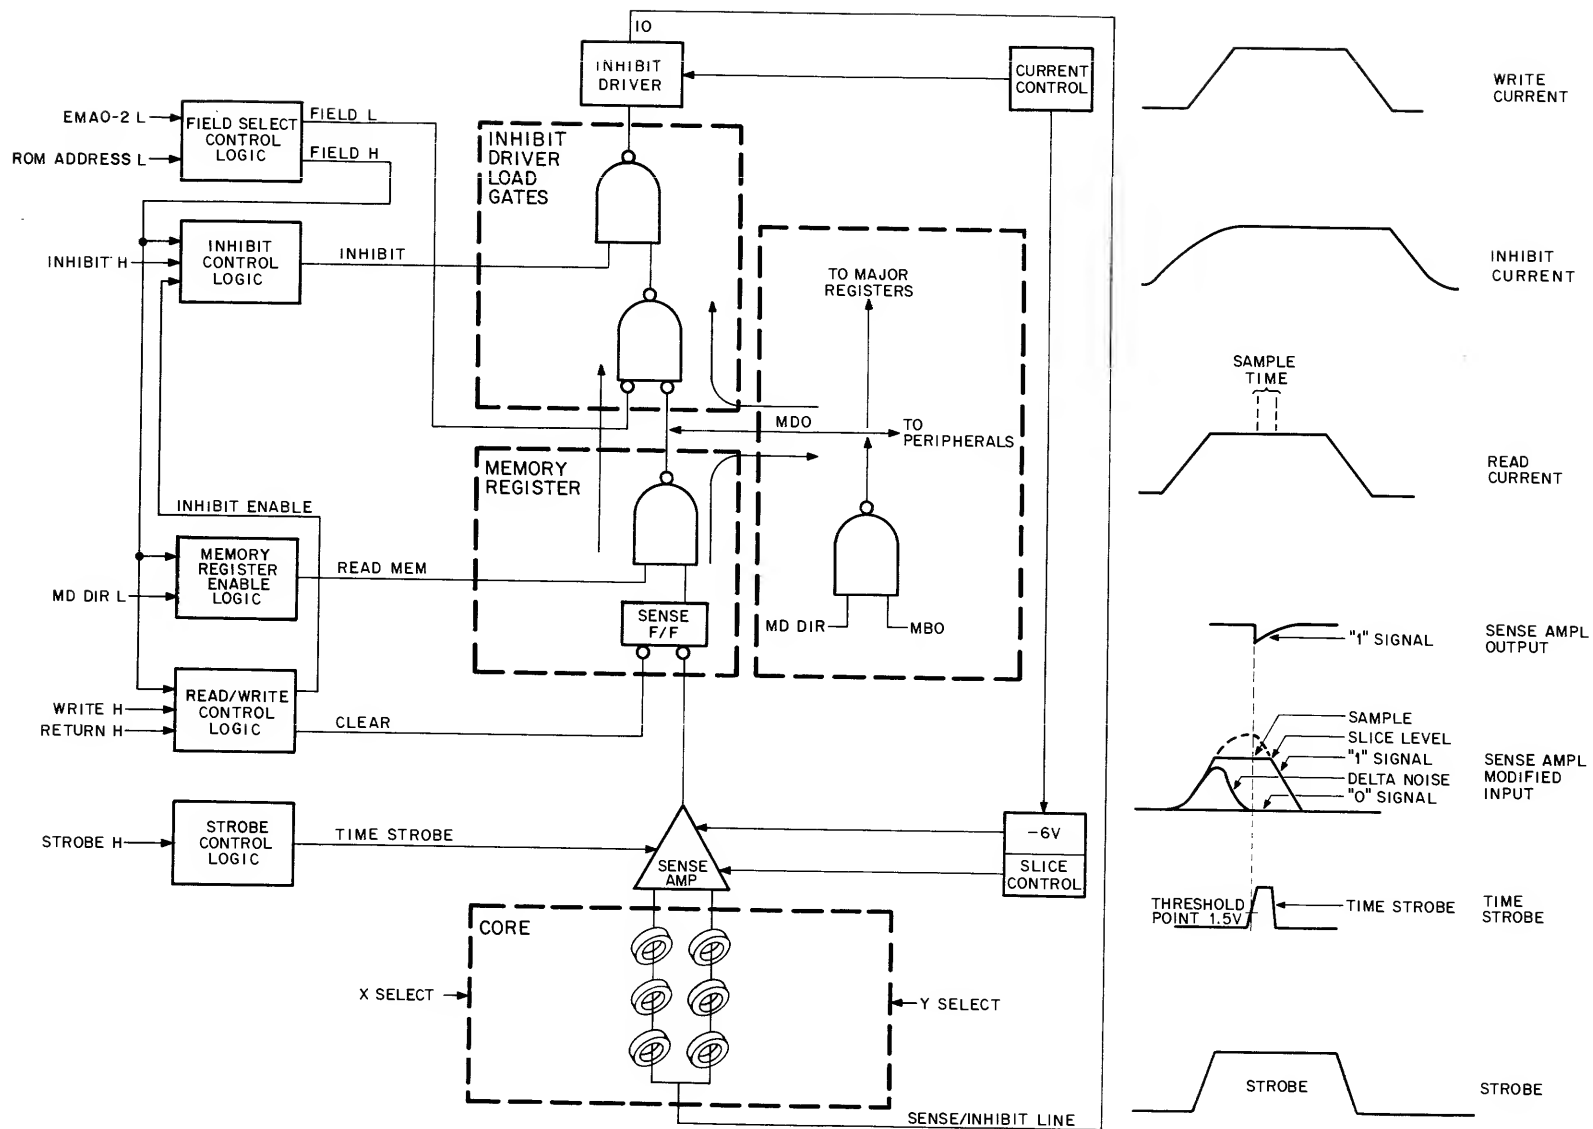 IO
INHIBIT
DRIVER
CURRENT
CONTROL
WRITE
CURRENT
EMAO-2 L
ROM ADDRESS L
FIELD SELECT
CONTROL
LOGIC
FIELD L
FIELD H
INHIBIT
DRIVER
LOAD
GATES
INHIBIT H
INHIBIT
CONTROL
LOGIC
INHIBIT
TO MAJOR
REGISTERS
INHIBIT
CURRENT
SAMPLE
TIME
MDO
TO
PERIPHERALS
READ
CURRENT
MEMORY
REGISTER
INHIBIT ENABLE
MEMORY
REGISTER
ENABLE
LOGIC
MD DIR L
READ MEM
SENSE
F/F
MD DIR
MBO
"1" SIGNAL
SENSE AMPL
OUTPUT
WRITE H
RETURN H
READ/WRITE
CONTROL
LOGIC
CLEAR
SAMPLE
SLICE LEVEL
"1" SIGNAL
DELTA NOISE
"0" SIGNAL
SENSE AMPL
MODIFIED
INPUT
STROBE H
STROBE
CONTROL
LOGIC
TIME STROBE
SENSE
AMP
-6V
SLICE
CONTROL
THRESHOLD
POINT 1.5V
TIME STROBE
TIME
STROBE
CORE
X SELECT
Y SELECT
SENSE/INHIBIT LINE
STROBE
STROBE